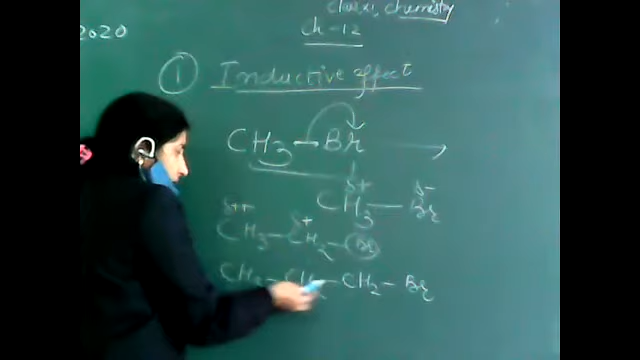 class xi, chemistry
2020 Ch-12
① Inductive effect
CH3 – Br →
δ+ δ-
CH3 – Br
δ++ δ+
CH3 – CH2 – Br
CH3 – CH2 – CH2 – Br